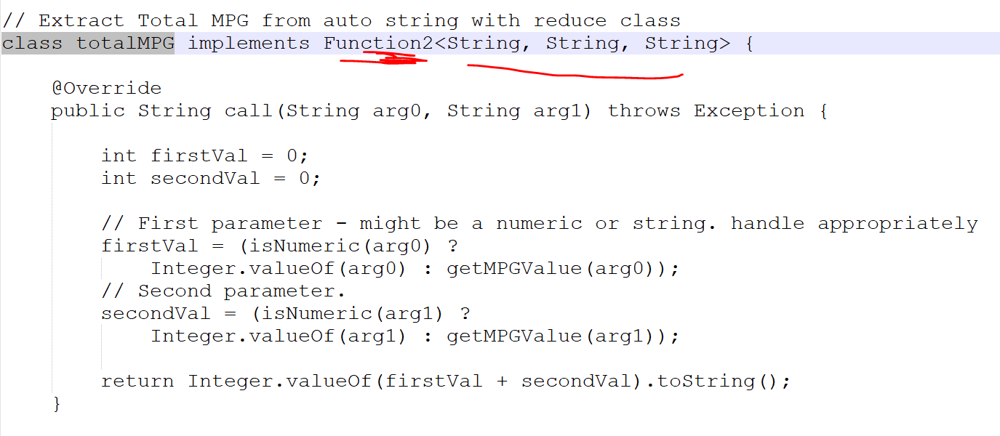 // Extract Total MPG from auto string with reduce class
class totalMPG implements Function2<String, String, String> {
@Override
public String call(String arg0, String arg1) throws Exception {
int firstVal = 0;
int secondVal = 0;
// First parameter - might be a numeric or string. handle appropriately
firstVal = (isNumeric(arg0) ?
Integer.valueOf(arg0) : getMPGValue(arg0));
// Second parameter.
secondVal = (isNumeric(arg1) ?
Integer.valueOf(arg1) : getMPGValue(arg1));
return Integer.valueOf(firstVal + secondVal).toString();
}